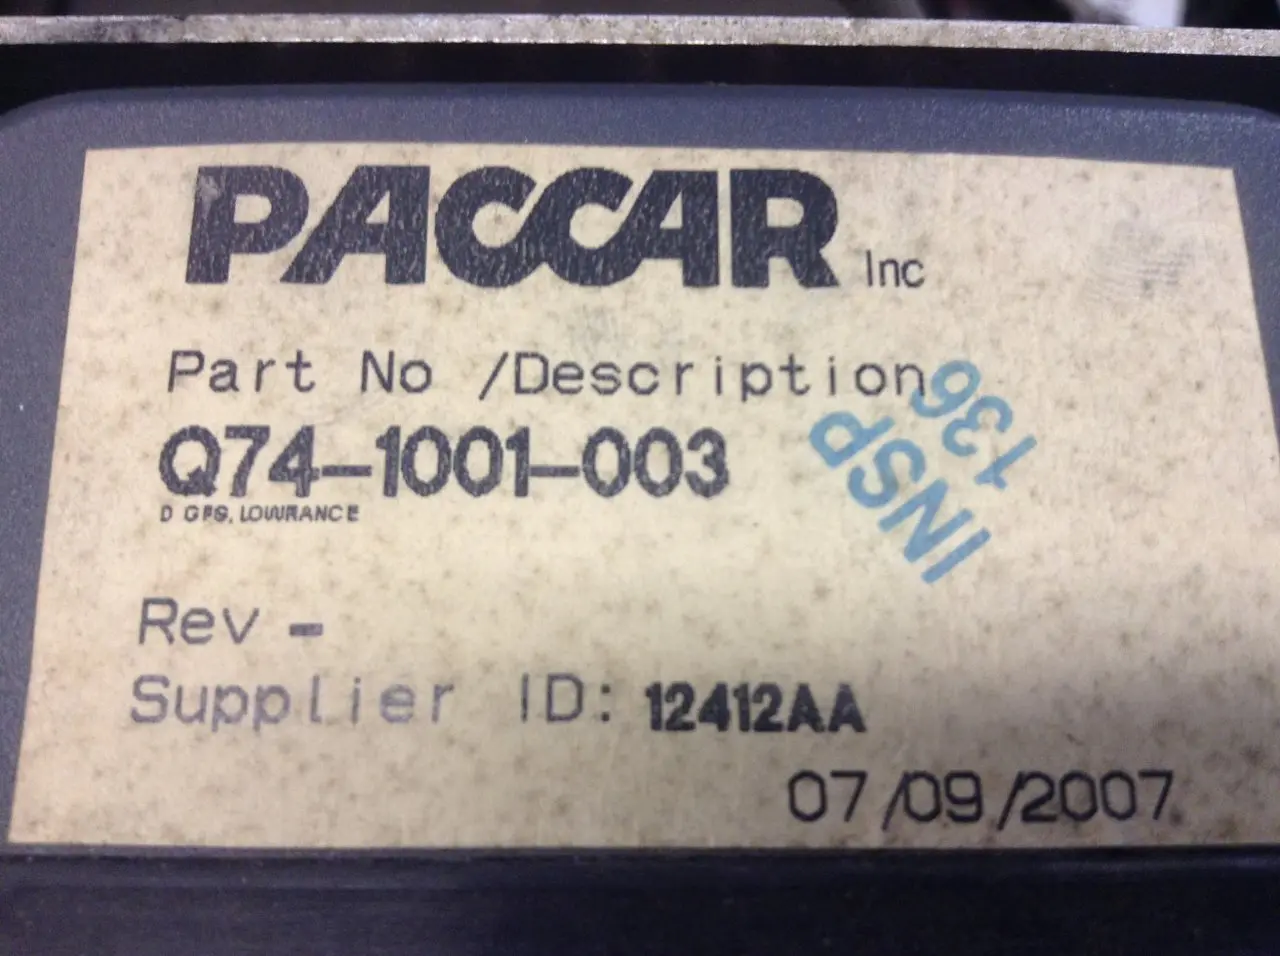 PACCAR Inc
Part No /Description
Q74-1001-003
D GPS, LOWRANCE
Rev -
Supplier ID: 12412AA
07/09/2007
INSP
136